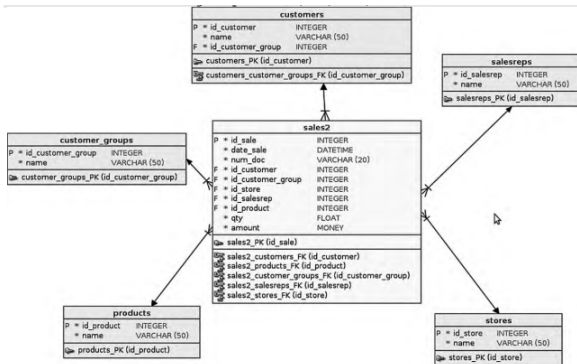 customers
P * id_customer INTEGER
* name VARCHAR (50)
F * id_customer_group INTEGER
customers_PK (id_customer)
customers_customer_groups_FK (id_customer_group)
salesreps
P * id_salesrep INTEGER
* name VARCHAR (50)
salesreps_PK (id_salesrep)
customer_groups
P * id_customer_group INTEGER
* name VARCHAR (50)
customer_groups_PK (id_customer_group)
sales2
P * id_sale INTEGER
* date_sale DATETIME
* num_doc VARCHAR (20)
F * id_customer INTEGER
F * id_customer_group INTEGER
F * id_store INTEGER
F * id_salesrep INTEGER
F * id_product INTEGER
* qty FLOAT
* amount MONEY
sales2_PK (id_sale)
sales2_customers_FK (id_customer)
sales2_products_FK (id_product)
sales2_customer_groups_FK (id_customer_group)
sales2_salesreps_FK (id_salesrep)
sales2_stores_FK (id_store)
products
P * id_product INTEGER
* name VARCHAR (50)
products_PK (id_product)
stores
P * id_store INTEGER
* name VARCHAR (50)
stores_PK (id_store)